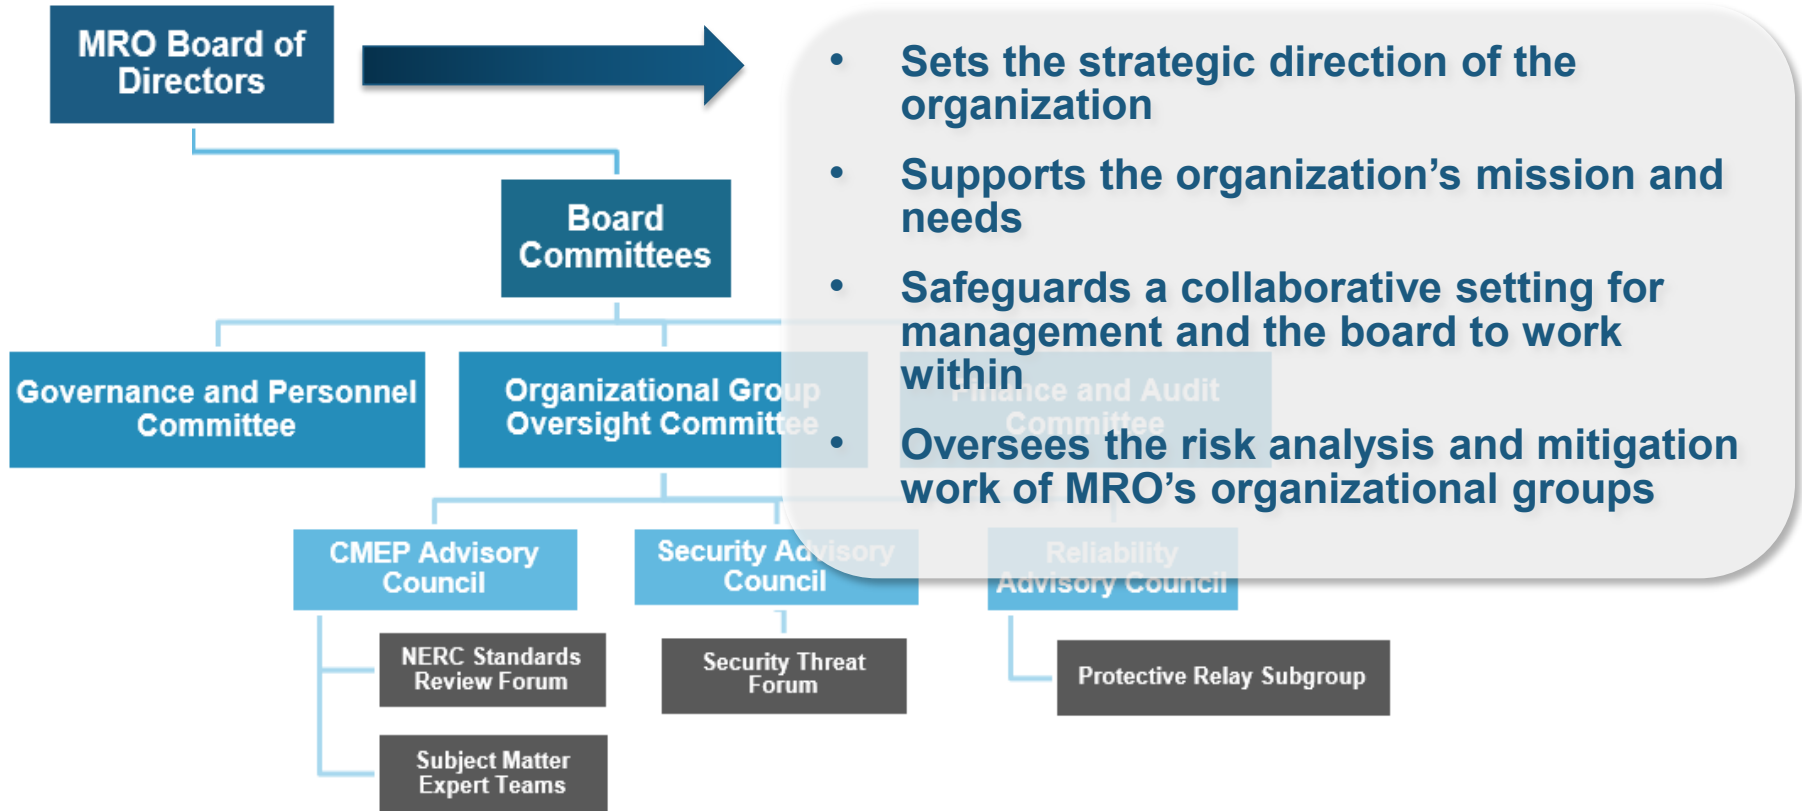 MRO Board of
Directors
• Sets the strategic direction of the
organization
• Supports the organization’s mission and
needs
• Safeguards a collaborative setting for
management and the board to work
within
• Oversees the risk analysis and mitigation
work of MRO’s organizational groups
Board
Committees
Governance and Personnel
Committee
Organizational Group
Oversight Committee
Finance and Audit
Committee
CMEP Advisory
Council
Security Advisory
Council
Reliability
Advisory Council
NERC Standards
Review Forum
Security Threat
Forum
Protective Relay Subgroup
Subject Matter
Expert Teams